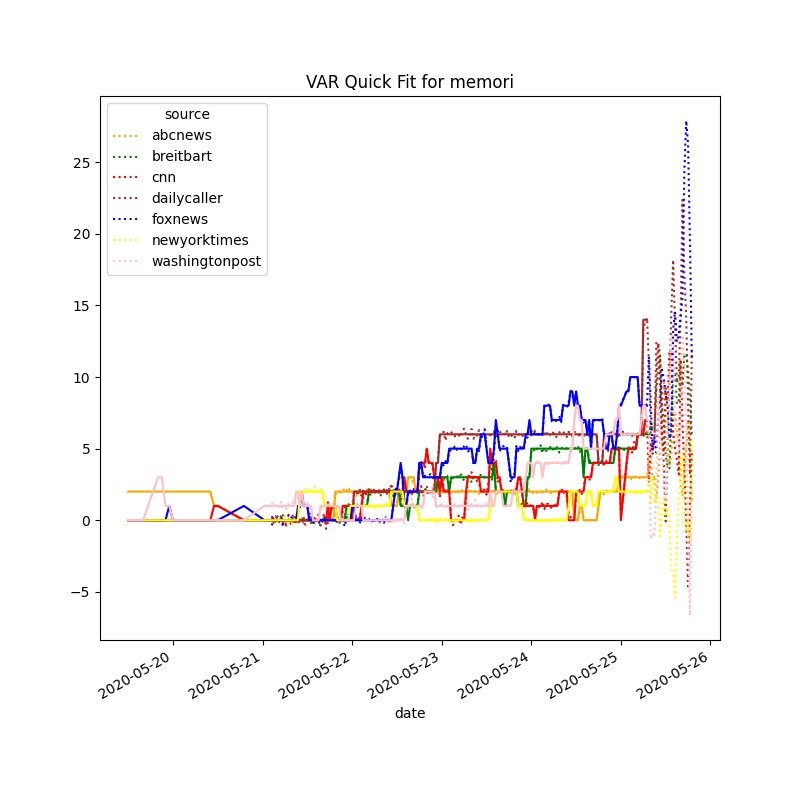 VAR Quick Fit for memori
source
abcnews
breitbart
cnn
dailycaller
foxnews
newyorktimes
washingtonpost
25
20
15
10
5
0
−5
2020-05-20
2020-05-21
2020-05-22
2020-05-23
2020-05-24
2020-05-25
2020-05-26
date